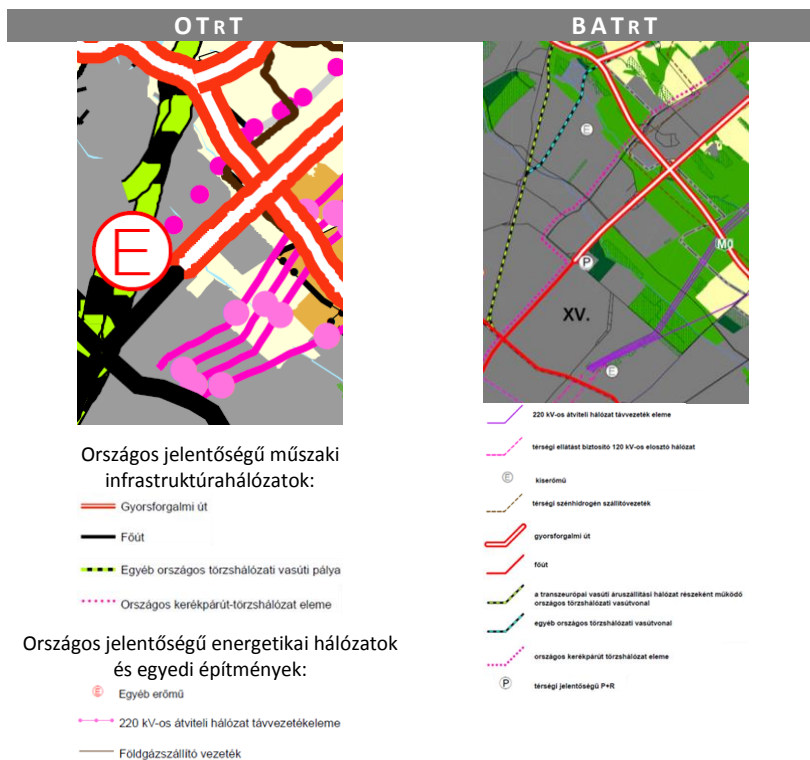 OTRT
BATRT
E
E
M0
P
XV.
E
Országos jelentőségű műszaki
infrastruktúrahálózatok:
Gyorsforgalmi út
Főút
Egyéb országos törzshálózati vasúti pálya
Országos kerékpárút-törzshálózat eleme
Országos jelentőségű energetikai hálózatok
és egyedi építmények:
E Egyéb erőmű
220 kV-os átviteli hálózat távvezetékeleme
Földgázszállító vezeték
220 kV-os átviteli hálózat távvezeték eleme
térségi ellátást biztosító 120 kV-os elosztó hálózat
E kiserőmű
térségi szénhidrogén szállítóvezeték
gyorsforgalmi út
főút
a transzeurópai vasúti áruszállítási hálózat részeként működő
országos törzshálózati vasútvonal
egyéb országos törzshálózati vasútvonal
országos kerékpárút törzshálózat eleme
P térségi jelentőségű P+R